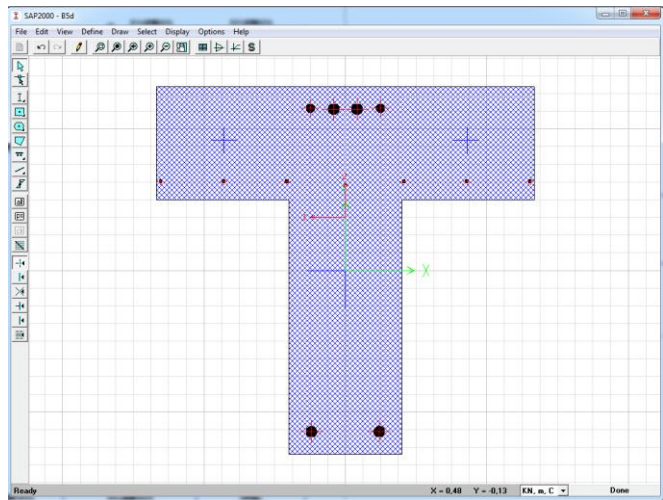 SAP2000 - B5d
File Edit View Define Draw Select Display Options Help
S
X
Ready
X = 0,48 Y = -0,13 KN, m, C Done